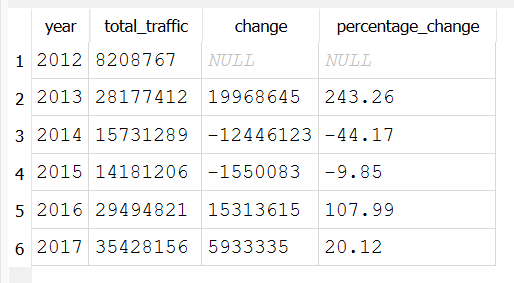 year total_traffic change percentage_change
1 2012 8208767 NULL NULL
2 2013 28177412 19968645 243.26
3 2014 15731289 -12446123 -44.17
4 2015 14181206 -1550083 -9.85
5 2016 29494821 15313615 107.99
6 2017 35428156 5933335 20.12